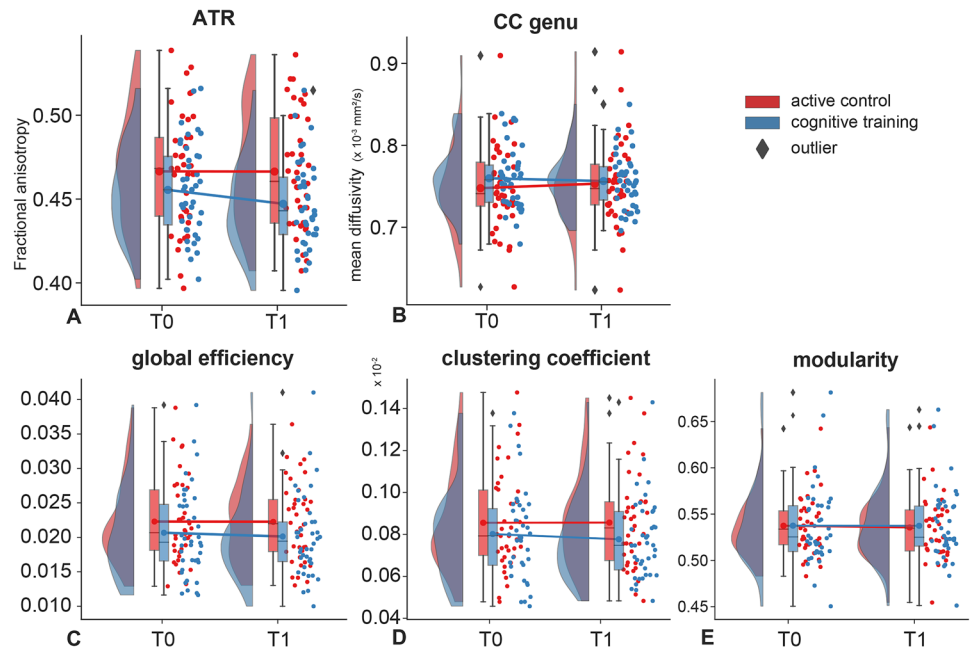 ATR
Fractional anisotropy
0.50
0.45
0.40
T0
T1
A
CC genu
mean diffusivity (x 10-3 mm²/s)
0.9
0.8
0.7
T0
T1
B
active control
cognitive training
outlier
global efficiency
0.040
0.035
0.030
0.025
0.020
0.015
0.010
T0
T1
C
clustering coefficient
x 10-2
0.14
0.12
0.10
0.08
0.06
0.04
T0
T1
D
modularity
0.65
0.60
0.55
0.50
0.45
T0
T1
E